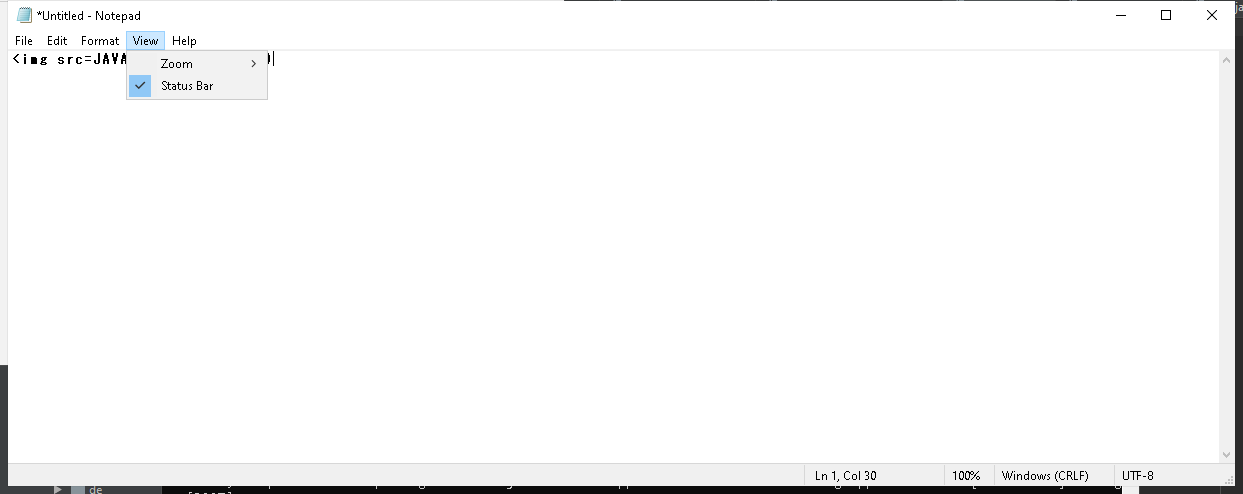 *Untitled - Notepad
File Edit Format View Help
<img src=JAVA
Zoom
Status Bar
Ln 1, Col 30 100% Windows (CRLF) UTF-8
de